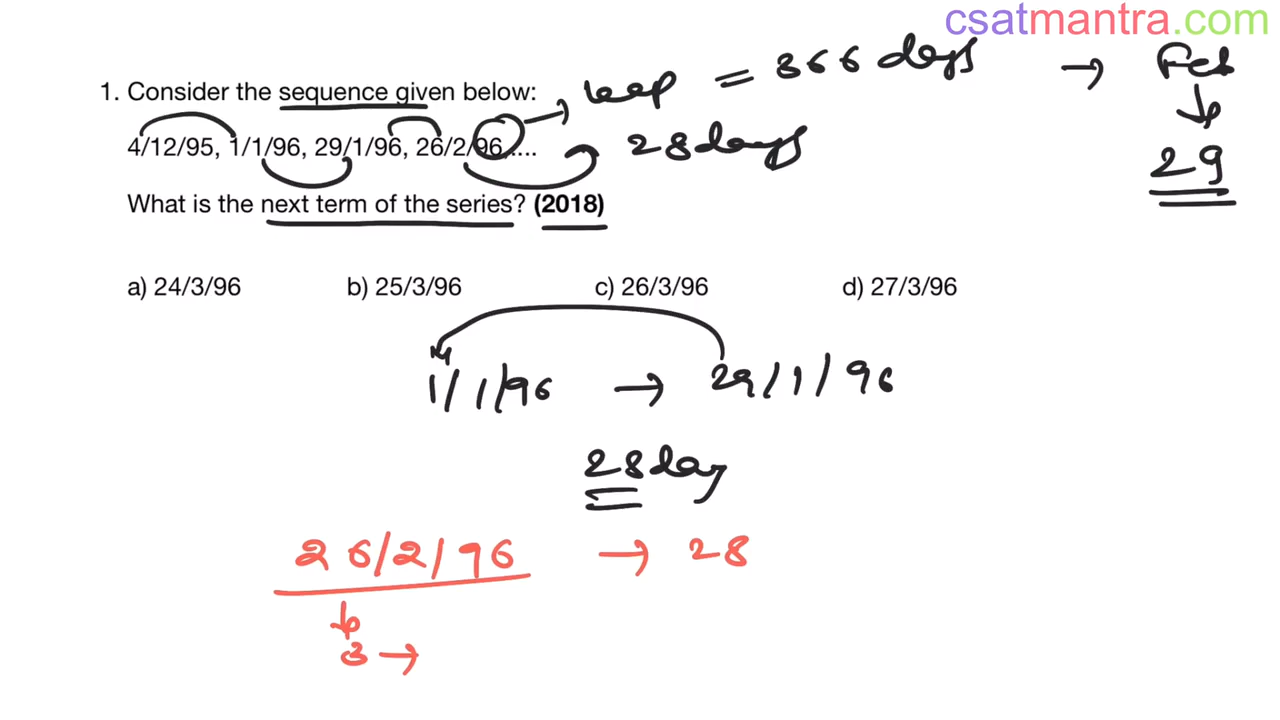 csatmantra.com
1. Consider the sequence given below:
leap = 366 days → Feb
4/12/95, 1/1/96, 29/1/96, 26/2/96,....
28 days
29
What is the next term of the series? (2018)
a) 24/3/96 b) 25/3/96 c) 26/3/96 d) 27/3/96
1/1/96 → 29/1/96
28 day
26/2/96 → 28
3 →